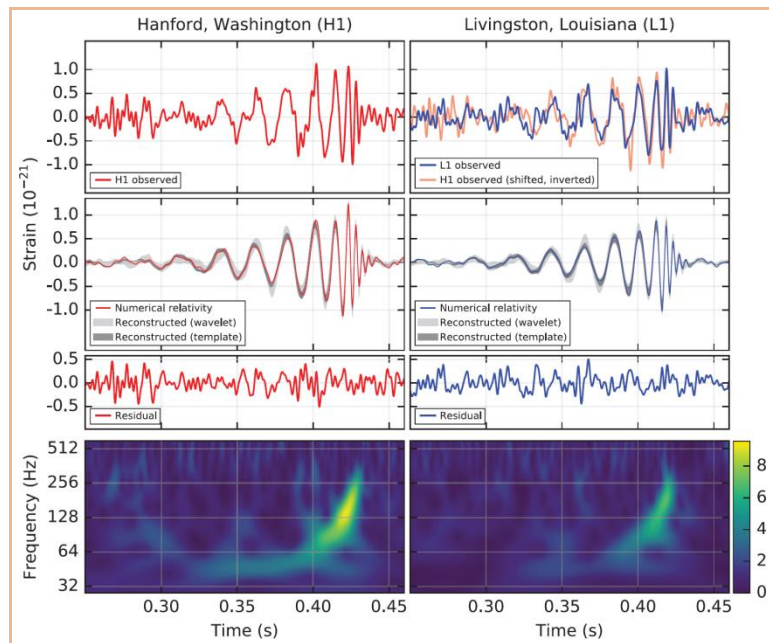 Hanford, Washington (H1)
Livingston, Louisiana (L1)
Strain (10⁻²¹)
1.0
0.5
0.0
-0.5
-1.0
H1 observed
L1 observed
H1 observed (shifted, inverted)
1.0
0.5
0.0
-0.5
-1.0
Numerical relativity
Reconstructed (wavelet)
Reconstructed (template)
Numerical relativity
Reconstructed (wavelet)
Reconstructed (template)
0.5
0.0
-0.5
Residual
Residual
Frequency (Hz)
512
256
128
64
32
8
6
4
2
0
0.30 0.35 0.40 0.45
0.30 0.35 0.40 0.45
Time (s)
Time (s)